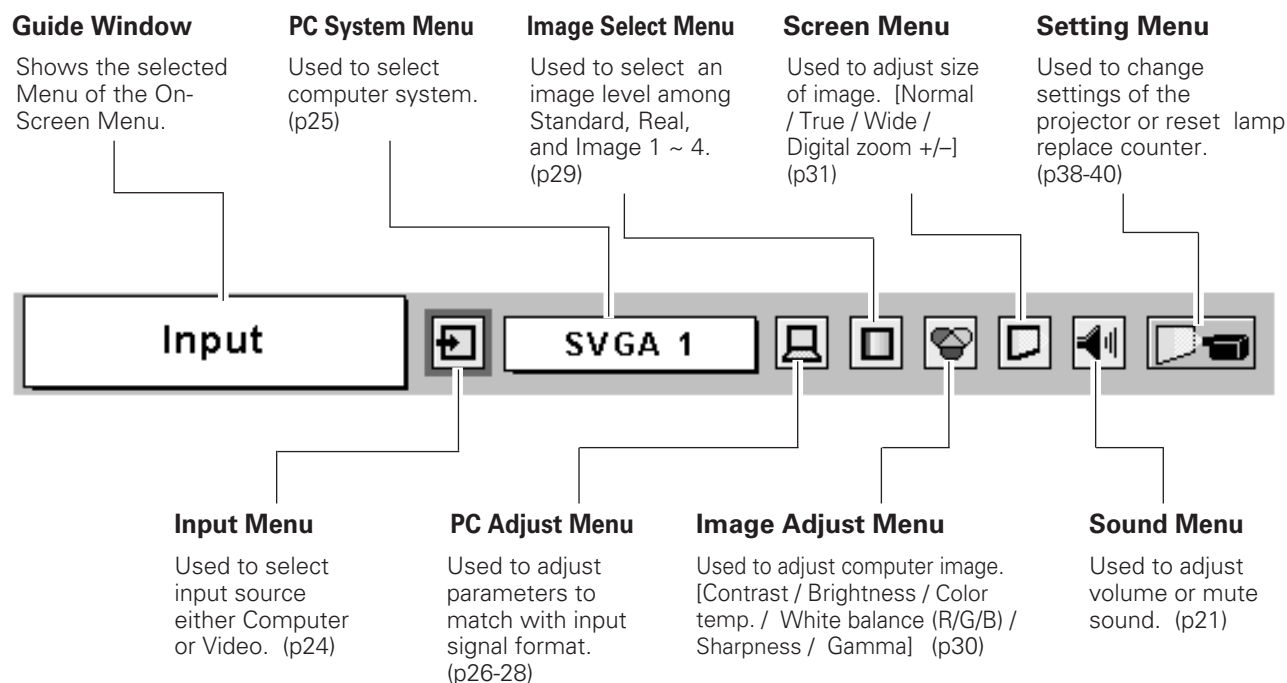 Guide Window
Shows the selected
Menu of the On-
Screen Menu.
PC System Menu
Used to select
computer system.
(p25)
Image Select Menu
Used to select an
image level among
Standard, Real,
and Image 1 ~ 4.
(p29)
Screen Menu
Used to adjust size
of image. [Normal
/ True / Wide /
Digital zoom +/–]
(p31)
Setting Menu
Used to change
settings of the
projector or reset lamp
replace counter.
(p38-40)
Input
SVGA 1
Input Menu
Used to select
input source
either Computer
or Video. (p24)
PC Adjust Menu
Used to adjust
parameters to
match with input
signal format.
(p26-28)
Image Adjust Menu
Used to adjust computer image.
[Contrast / Brightness / Color
temp. / White balance (R/G/B) /
Sharpness / Gamma] (p30)
Sound Menu
Used to adjust
volume or mute
sound. (p21)